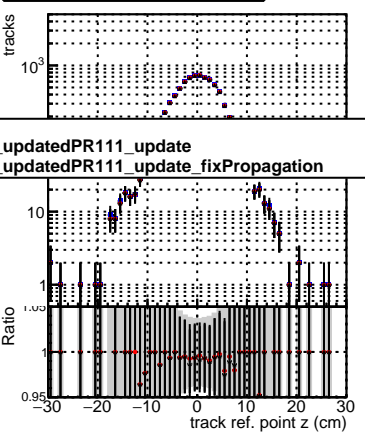 tracks
10³
_updatedPR111_update
_updatedPR111_update_fixPropagation
10
1
1.05
Ratio
1
0.95
−30 −20 −10 0 10 20 30
track ref. point z (cm)